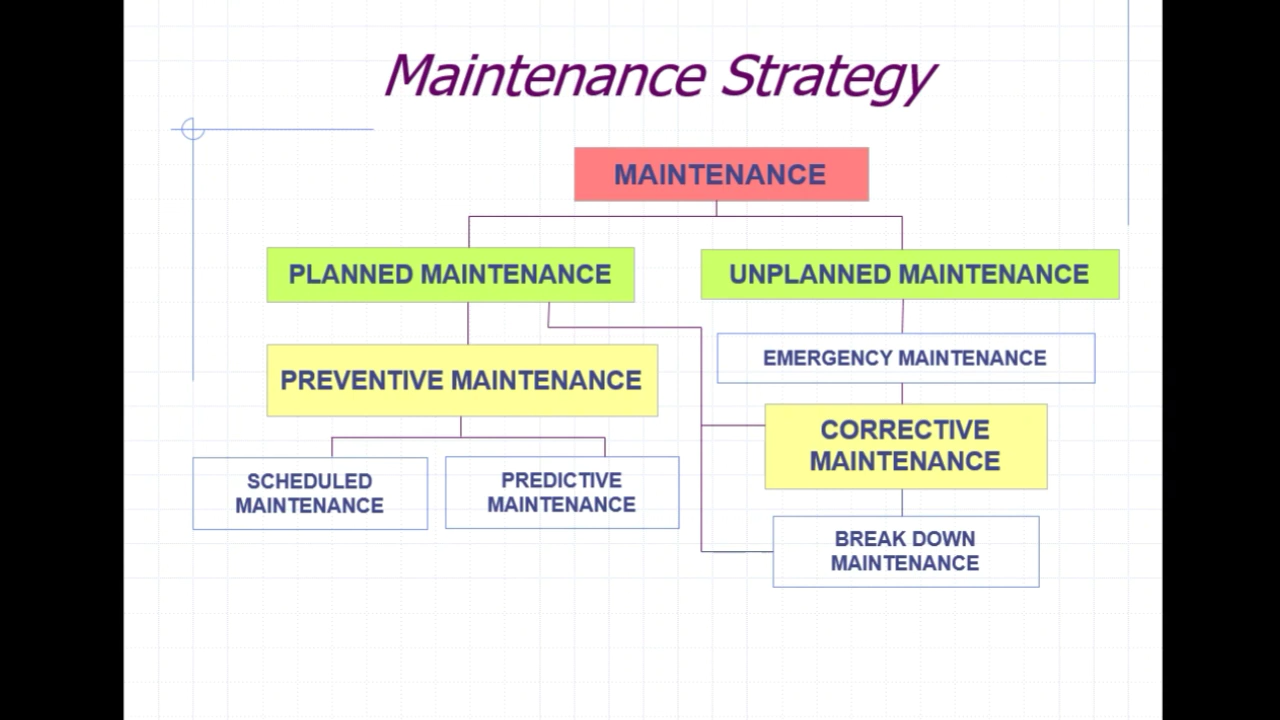 Maintenance Strategy
MAINTENANCE
PLANNED MAINTENANCE
UNPLANNED MAINTENANCE
EMERGENCY MAINTENANCE
PREVENTIVE MAINTENANCE
CORRECTIVE
MAINTENANCE
SCHEDULED
MAINTENANCE
PREDICTIVE
MAINTENANCE
BREAK DOWN
MAINTENANCE